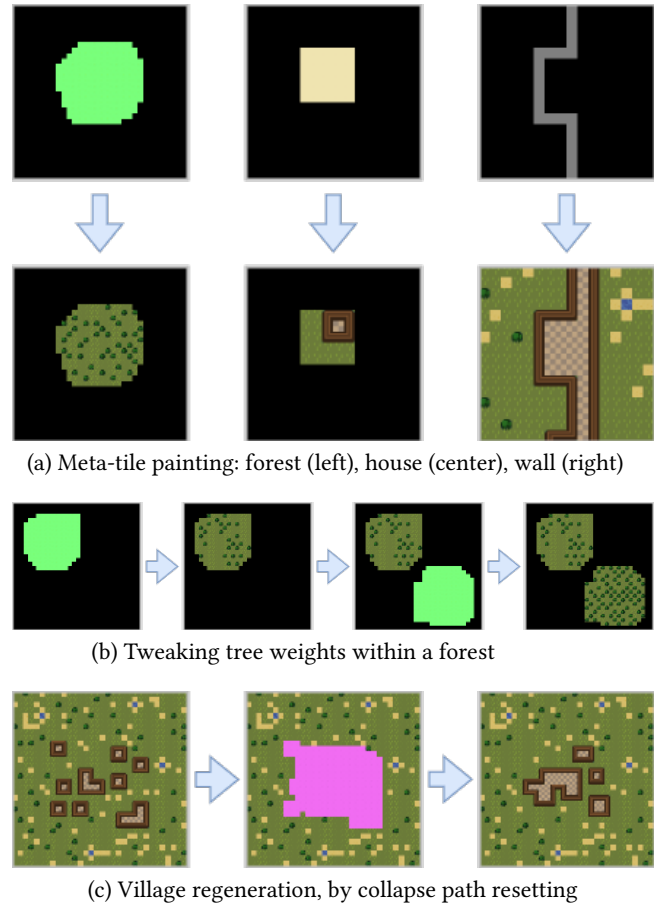 (a) Meta-tile painting: forest (left), house (center), wall (right)
(b) Tweaking tree weights within a forest
(c) Village regeneration, by collapse path resetting